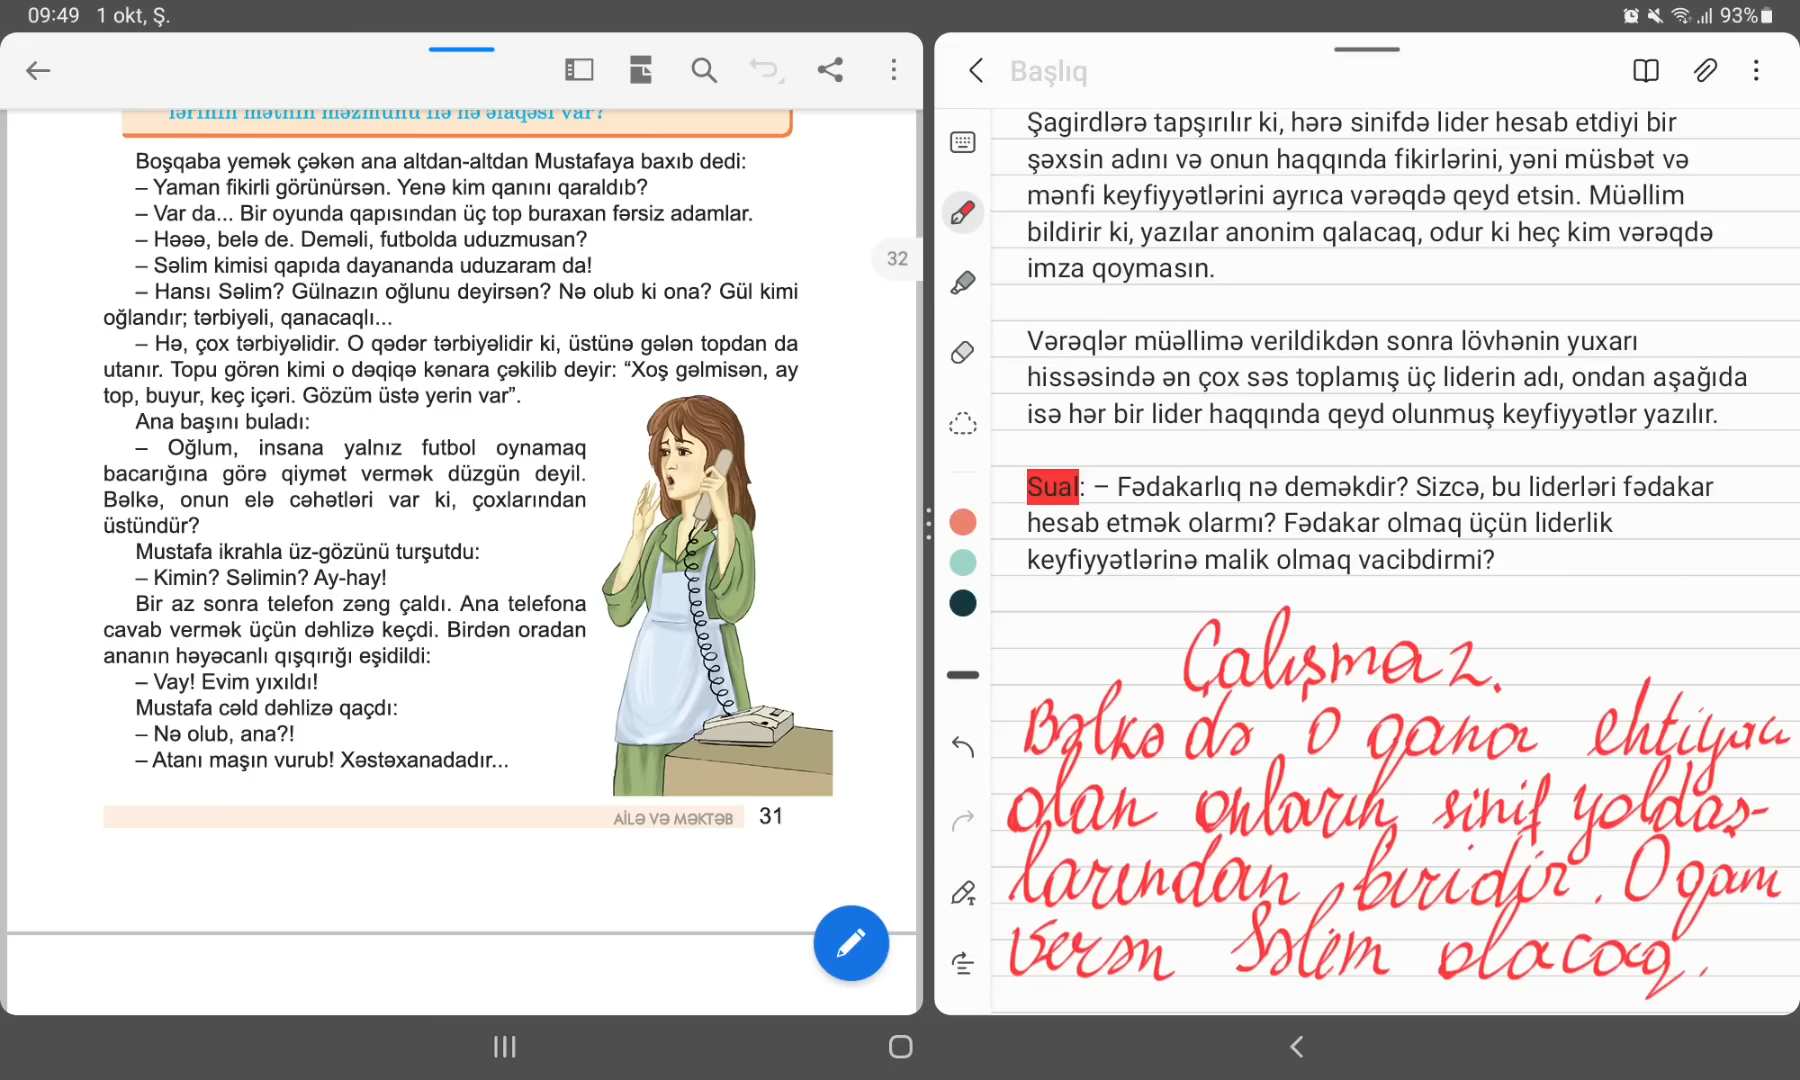 09:49 1 okt, Ş.
93%
lərinin mətnin məzmunu ilə nə əlaqəsi var?
Boşqaba yemək çəkən ana altdan-altdan Mustafaya baxıb dedi:
– Yaman fikirli görünürsən. Yenə kim qanını qaraldıb?
– Var da... Bir oyunda qapısından üç top buraxan fərsiz adamlar.
– Həəə, belə de. Deməli, futbolda uduzmusan?
– Səlim kimisi qapıda dayananda uduzaram da!
– Hansı Səlim? Gülnazın oğlunu deyirsən? Nə olub ki ona? Gül kimi
oğlandır; tərbiyəli, qanacaqlı...
– Hə, çox tərbiyəlidir. O qədər tərbiyəlidir ki, üstünə gələn topdan da
utanır. Topu görən kimi o dəqiqə kənara çəkilib deyir: “Xoş gəlmisən, ay
top, buyur, keç içəri. Gözüm üstə yerin var”.
Ana başını buladı:
– Oğlum, insana yalnız futbol oynamaq
bacarığına görə qiymət vermək düzgün deyil.
Bəlkə, onun elə cəhətləri var ki, çoxlarından
üstündür?
Mustafa ikrahla üz-gözünü turşutdu:
– Kimin? Səlimin? Ay-hay!
Bir az sonra telefon zəng çaldı. Ana telefona
cavab vermək üçün dəhlizə keçdi. Birdən oradan
ananın həyəcanlı qışqırığı eşidildi:
– Vay! Evim yıxıldı!
Mustafa cəld dəhlizə qaçdı:
– Nə olub, ana?!
– Atanı maşın vurub! Xəstəxanadadır...
AİLƏ VƏ MƏKTƏB 31
32
Başlıq
Şagirdlərə tapşırılır ki, hərə sinifdə lider hesab etdiyi bir
şəxsin adını və onun haqqında fikirlərini, yəni müsbət və
mənfi keyfiyyətlərini ayrıca vərəqdə qeyd etsin. Müəllim
bildirir ki, yazılar anonim qalacaq, odur ki heç kim vərəqdə
imza qoymasın.
Vərəqlər müəllimə verildikdən sonra lövhənin yuxarı
hissəsində ən çox səs toplamış üç liderin adı, ondan aşağıda
isə hər bir lider haqqında qeyd olunmuş keyfiyyətlər yazılır.
Sual: – Fədakarlıq nə deməkdir? Sizcə, bu liderləri fədakar
hesab etmək olarmı? Fədakar olmaq üçün liderlik
keyfiyyətlərinə malik olmaq vacibdirmi?
Çalışmaz.
Bəlkə də o qana ehtiyacı
olan onların sinif yoldaş-
larından biridir. O qanı
verən Səlim olacaq.